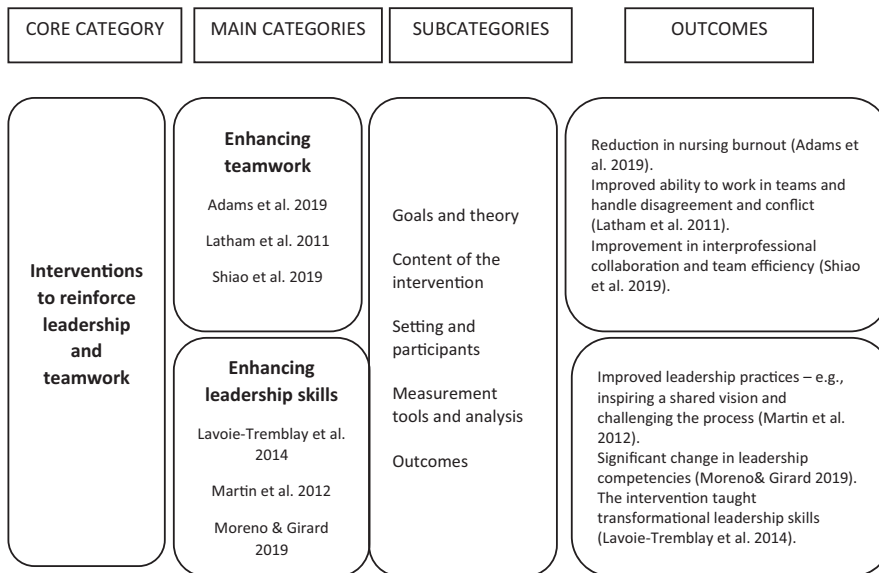 CORE CATEGORY
MAIN CATEGORIES
SUBCATEGORIES
OUTCOMES
Interventions
to reinforce
leadership
and
teamwork
Enhancing
teamwork
Adams et al. 2019
Latham et al. 2011
Shiao et al. 2019
Enhancing
leadership skills
Lavoie-Tremblay et al.
2014
Martin et al. 2012
Moreno & Girard
2019
Goals and theory
Content of the
intervention
Setting and
participants
Measurement
tools and analysis
Outcomes
Reduction in nursing burnout (Adams et
al. 2019).
Improved ability to work in teams and
handle disagreement and conflict
(Latham et al. 2011).
Improvement in interprofessional
collaboration and team efficiency (Shiao
et al. 2019).
Improved leadership practices – e.g.,
inspiring a shared vision and
challenging the process (Martin et al.
2012).
Significant change in leadership
competencies (Moreno& Girard 2019).
The intervention taught
transformational leadership skills
(Lavoie-Tremblay et al. 2014).